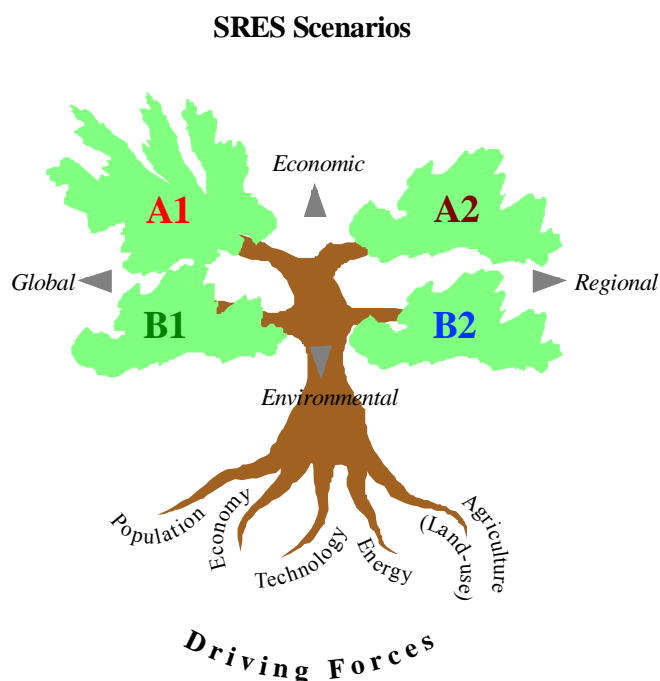 SRES Scenarios
Economic
A1
A2
Global
Regional
B1
B2
Environmental
Population
Economy
Technology
Energy
Agriculture
(Land-use)
Driving Forces